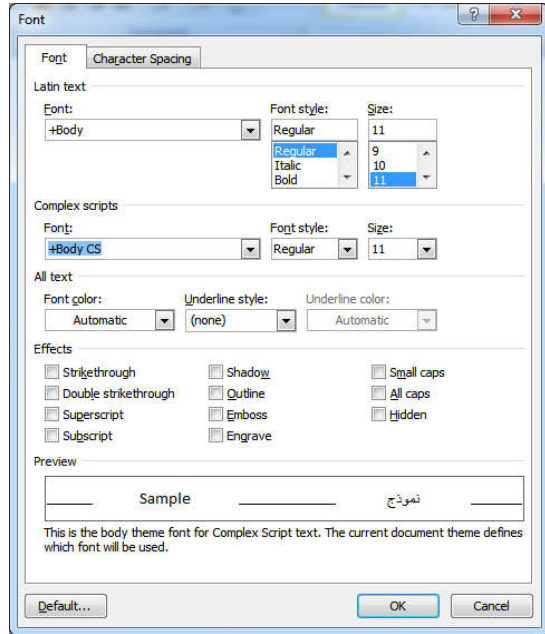 Font
Font Character Spacing
Latin text
Font: Font style: Size:
+Body Regular 11
Regular 9
Italic 10
Bold 11
Complex scripts
Font: Font style: Size:
+Body CS Regular 11
All text
Font color: Underline style: Underline color:
Automatic (none) Automatic
Effects
Strikethrough Shadow Small caps
Double strikethrough Outline All caps
Superscript Emboss Hidden
Subscript Engrave
Preview
Sample نموذج
This is the body theme font for Complex Script text. The current document theme defines
which font will be used.
Default... OK Cancel